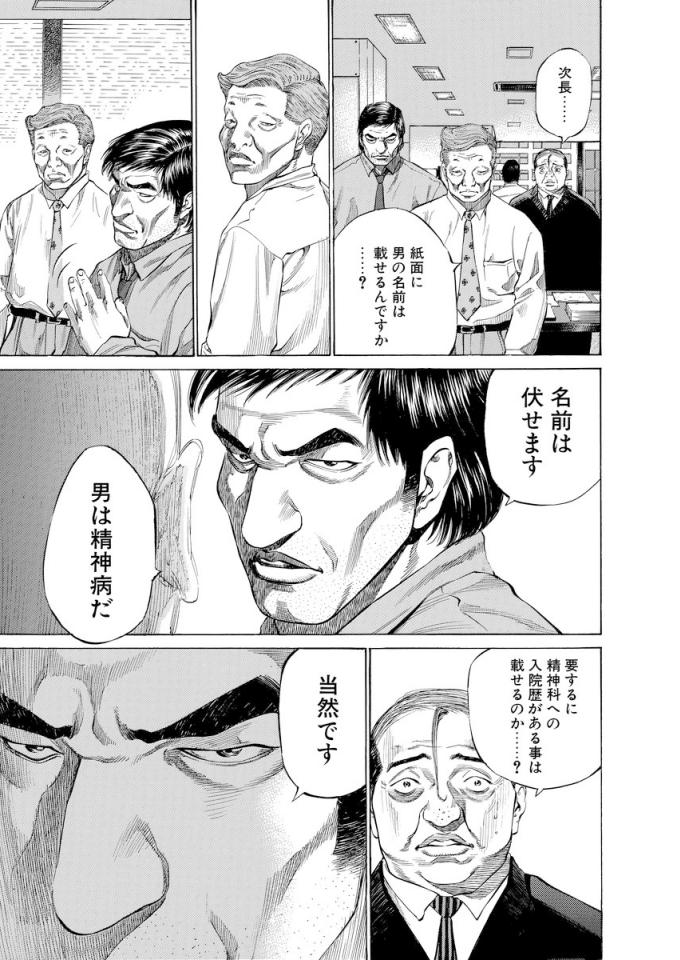 次長
……
紙面に
男の名前は
載せるんですか
……?
名前は
伏せます
男は精神病だ
要するに
精神科への
入院歴がある事は
載せるのか……?
当然です